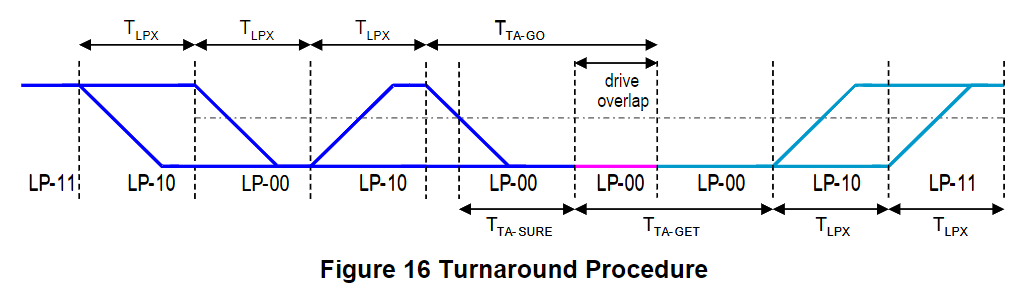 T_LPX T_LPX T_LPX T_TA-GO
drive
overlap
LP-11 LP-10 LP-00 LP-10 LP-00 LP-00 LP-00 LP-10 LP-11
T_TA-SURE T_TA-GET T_LPX T_LPX
Figure 16 Turnaround Procedure